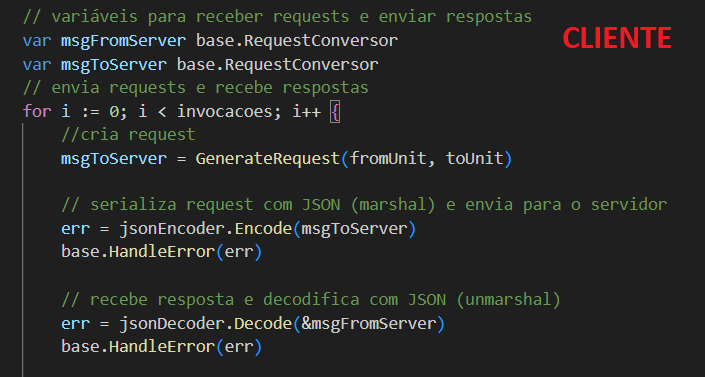 // variáveis para receber requests e enviar respostas
CLIENTE
var msgFromServer base.RequestConversor
var msgToServer base.RequestConversor
// envia requests e recebe respostas
for i := 0; i < invocacoes; i++ {
//cria request
msgToServer = GenerateRequest(fromUnit, toUnit)
// serializa request com JSON (marshal) e envia para o servidor
err = jsonEncoder.Encode(msgToServer)
base.HandleError(err)
// recebe resposta e decodifica com JSON (unmarshal)
err = jsonDecoder.Decode(&msgFromServer)
base.HandleError(err)